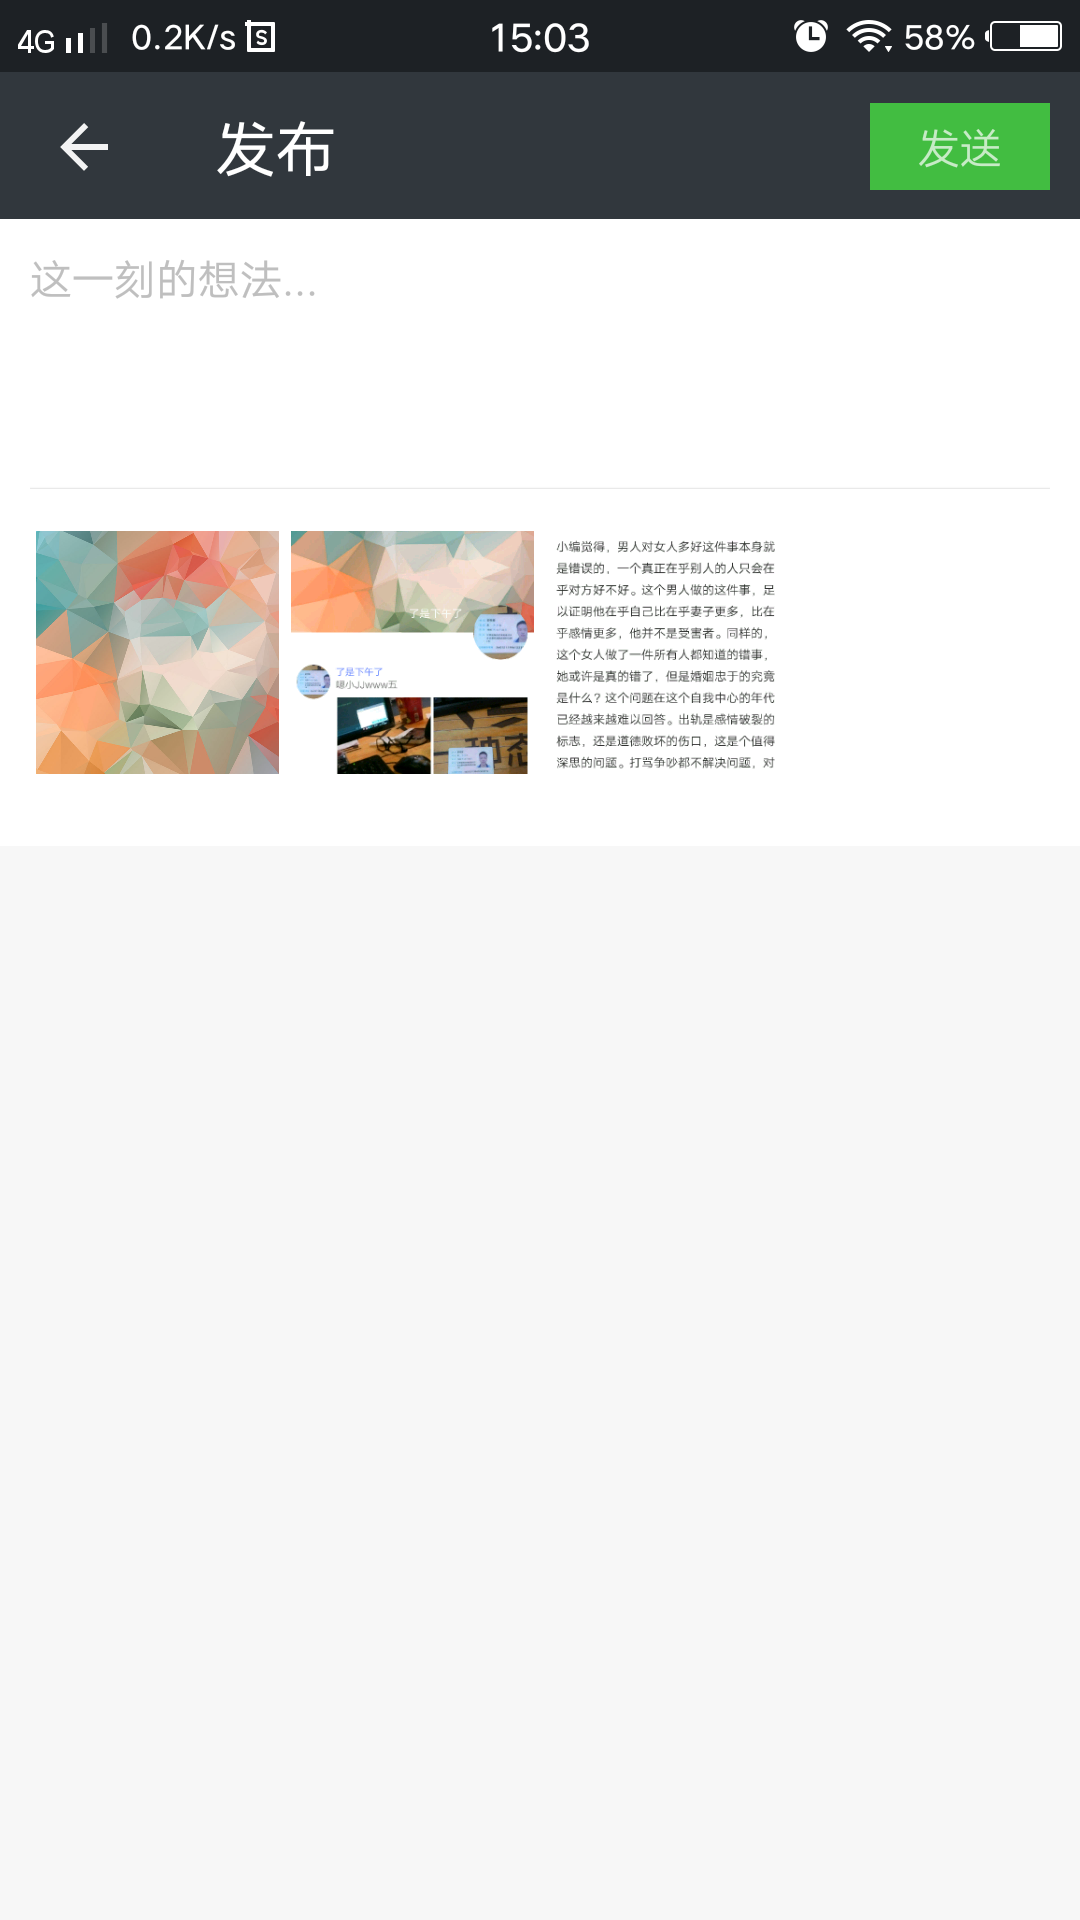 4G 0.2K/s S 15:03 58%
发布 发送
这一刻的想法...
了是下午了
了是下午了
嗯小JJwww五
动态
小编觉得，男人对女人多好这件事本身就
是错误的，一个真正在乎别人的人只会在
乎对方好不好。这个男人做的这件事，足
以证明他在乎自己比在乎妻子更多，比在
乎感情更多，他并不是受害者。同样的，
这个女人做了一件所有人都知道的错事，
她或许是真的错了，但是婚姻忠于的究竟
是什么？这个问题在这个自我中心的年代
已经越来越难以回答。出轨是感情破裂的
标志，还是道德败坏的伤口，这是个值得
深思的问题。打骂争吵都不解决问题，对